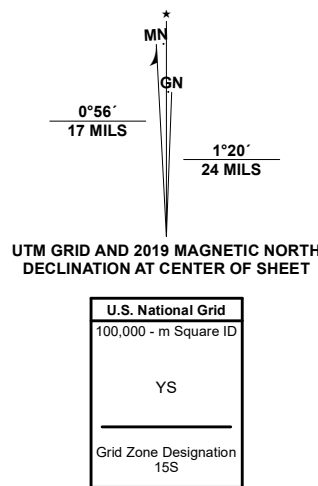 ★
MN
GN
0°56´
17 MILS
1°20´
24 MILS
UTM GRID AND 2019 MAGNETIC NORTH
DECLINATION AT CENTER OF SHEET
U.S. National Grid
100,000 - m Square ID
YS
Grid Zone Designation
15S